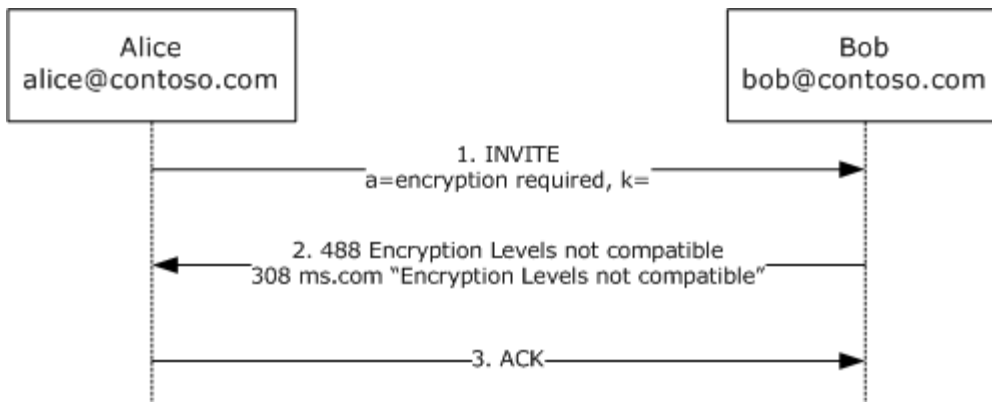 Alice
alice@contoso.com
Bob
bob@contoso.com
1. INVITE
a=encryption required, k=
2. 488 Encryption Levels not compatible
308 ms.com “Encryption Levels not compatible”
3. ACK